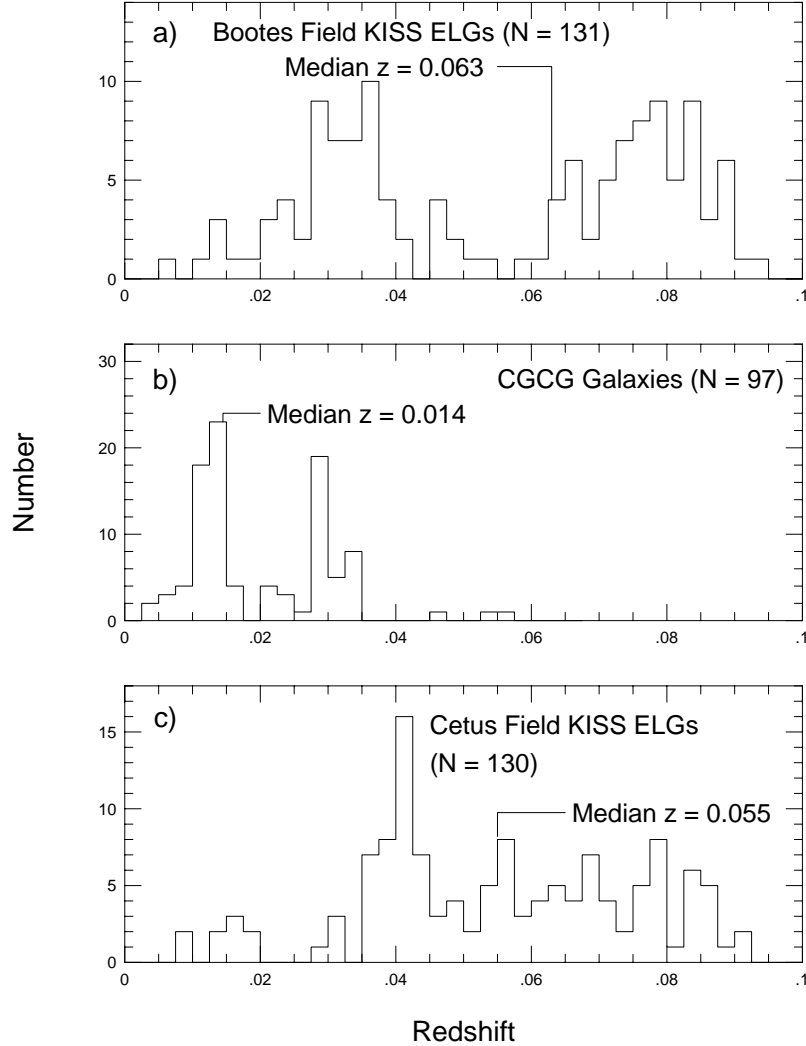 a) Bootes Field KISS ELGs (N = 131)
Median z = 0.063
10
5
0
0 .02 .04 .06 .08 .1
b) CGCG Galaxies (N = 97)
Median z = 0.014
30
20
10
0
0 .02 .04 .06 .08 .1
Number
c) Cetus Field KISS ELGs
(N = 130)
Median z = 0.055
15
10
5
0
0 .02 .04 .06 .08 .1
Redshift